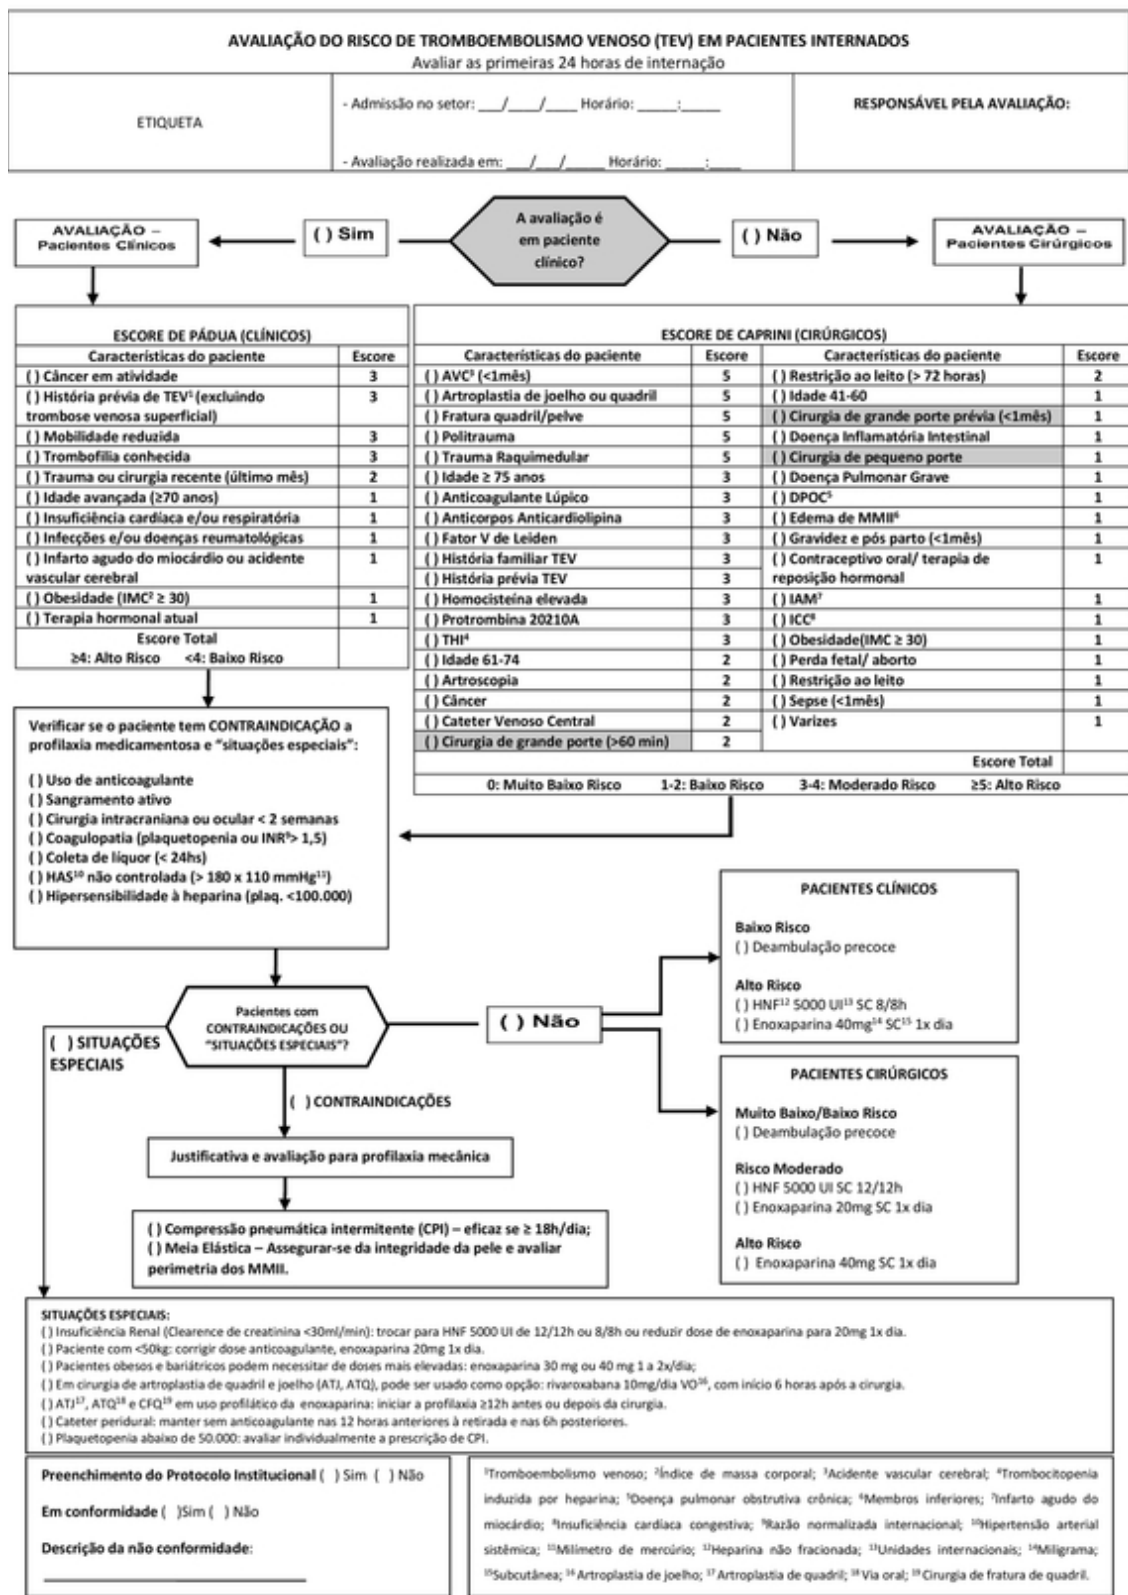 AVALIAÇÃO DO RISCO DE TROMBOEMBOLISMO VENOSO (TEV) EM PACIENTES INTERNADOS
Avaliar as primeiras 24 horas de internação
ETIQUETA
- Admissão no setor: ___/____/____ Horário: _____:_____
- Avaliação realizada em: ___/___/_____ Horário: _____:____
RESPONSÁVEL PELA AVALIAÇÃO:
A avaliação é
em paciente
clínico?
( ) Sim
( ) Não
AVALIAÇÃO –
Pacientes Clínicos
AVALIAÇÃO –
Pacientes Cirúrgicos
ESCORE DE PÁDUA (CLÍNICOS)
Características do paciente Escore
( ) Câncer em atividade 3
( ) História prévia de TEV¹ (excluindo 3
trombose venosa superficial)
( ) Mobilidade reduzida 3
( ) Trombofilia conhecida 3
( ) Trauma ou cirurgia recente (último mês) 2
( ) Idade avançada (≥70 anos) 1
( ) Insuficiência cardíaca e/ou respiratória 1
( ) Infecções e/ou doenças reumatológicas 1
( ) Infarto agudo do miocárdio ou acidente 1
vascular cerebral
( ) Obesidade (IMC² ≥ 30) 1
( ) Terapia hormonal atual 1
Escore Total
≥4: Alto Risco <4: Baixo Risco
ESCORE DE CAPRINI (CIRÚRGICOS)
Características do paciente Escore Características do paciente Escore
( ) AVC³ (<1mês) 5 ( ) Restrição ao leito (> 72 horas) 2
( ) Artroplastia de joelho ou quadril 5 ( ) Idade 41-60 1
( ) Fratura quadril/pelve 5 ( ) Cirurgia de grande porte prévia (<1mês) 1
( ) Politrauma 5 ( ) Doença Inflamatória Intestinal 1
( ) Trauma Raquimedular 5 ( ) Cirurgia de pequeno porte 1
( ) Idade ≥ 75 anos 3 ( ) Doença Pulmonar Grave 1
( ) Anticoagulante Lúpico 3 ( ) DPOC⁵ 1
( ) Anticorpos Anticardiolipina 3 ( ) Edema de MMII⁶ 1
( ) Fator V de Leiden 3 ( ) Gravidez e pós parto (<1mês) 1
( ) História familiar TEV 3 ( ) Contraceptivo oral/ terapia de 1
( ) História prévia TEV 3 reposição hormonal
( ) Homocisteína elevada 3 ( ) IAM⁷ 1
( ) Protrombina 20210A 3 ( ) ICC⁸ 1
( ) THI⁴ 3 ( ) Obesidade(IMC ≥ 30) 1
( ) Idade 61-74 2 ( ) Perda fetal/ aborto 1
( ) Artroscopia 2 ( ) Restrição ao leito 1
( ) Câncer 2 ( ) Sepse (<1mês) 1
( ) Cateter Venoso Central 2 ( ) Varizes 1
( ) Cirurgia de grande porte (>60 min) 2
Escore Total
0: Muito Baixo Risco 1-2: Baixo Risco 3-4: Moderado Risco ≥5: Alto Risco
Verificar se o paciente tem CONTRAINDICAÇÃO a
profilaxia medicamentosa e “situações especiais”:
( ) Uso de anticoagulante
( ) Sangramento ativo
( ) Cirurgia intracraniana ou ocular < 2 semanas
( ) Coagulopatia (plaquetopenia ou INR⁹> 1,5)
( ) Coleta de líquor (< 24hs)
( ) HAS¹⁰ não controlada (> 180 x 110 mmHg¹¹)
( ) Hipersensibilidade à heparina (plaq. <100.000)
Pacientes com
CONTRAINDICAÇÕES OU
“SITUAÇÕES ESPECIAIS”?
( ) Não
( ) SITUAÇÕES
ESPECIAIS
( ) CONTRAINDICAÇÕES
Justificativa e avaliação para profilaxia mecânica
( ) Compressão pneumática intermitente (CPI) – eficaz se ≥ 18h/dia;
( ) Meia Elástica – Assegurar-se da integridade da pele e avaliar
perimetria dos MMII.
PACIENTES CLÍNICOS
Baixo Risco
( ) Deambulação precoce
Alto Risco
( ) HNF¹² 5000 UI¹³ SC 8/8h
( ) Enoxaparina 40mg¹⁴ SC¹⁵ 1x dia
PACIENTES CIRÚRGICOS
Muito Baixo/Baixo Risco
( ) Deambulação precoce
Risco Moderado
( ) HNF 5000 UI SC 12/12h
( ) Enoxaparina 20mg SC 1x dia
Alto Risco
( ) Enoxaparina 40mg SC 1x dia
SITUAÇÕES ESPECIAIS:
( ) Insuficiência Renal (Clearence de creatinina <30ml/min): trocar para HNF 5000 UI de 12/12h ou 8/8h ou reduzir dose de enoxaparina para 20mg 1x dia.
( ) Paciente com <50kg: corrigir dose anticoagulante, enoxaparina 20mg 1x dia.
( ) Pacientes obesos e bariátricos podem necessitar de doses mais elevadas: enoxaparina 30 mg ou 40 mg 1 a 2x/dia;
( ) Em cirurgia de artroplastia de quadril e joelho (ATJ, ATQ), pode ser usado como opção: rivaroxabana 10mg/dia VO¹⁶, com início 6 horas após a cirurgia.
( ) ATJ¹⁷, ATQ¹⁸ e CFQ¹⁹ em uso profilático da enoxaparina: iniciar a profilaxia ≥12h antes ou depois da cirurgia.
( ) Cateter peridural: manter sem anticoagulante nas 12 horas anteriores à retirada e nas 6h posteriores.
( ) Plaquetopenia abaixo de 50.000: avaliar individualmente a prescrição de CPI.
Preenchimento do Protocolo Institucional ( ) Sim ( ) Não
Em conformidade ( )Sim ( ) Não
Descrição da não conformidade:
¹Tromboembolismo venoso; ²Índice de massa corporal; ³Acidente vascular cerebral; ⁴Trombocitopenia
induzida por heparina; ⁵Doença pulmonar obstrutiva crônica; ⁶Membros inferiores; ⁷Infarto agudo do
miocárdio; ⁸Insuficiência cardíaca congestiva; ⁹Razão normalizada internacional; ¹⁰Hipertensão arterial
sistêmica; ¹¹Milímetro de mercúrio; ¹²Heparina não fracionada; ¹³Unidades internacionais; ¹⁴Miligrama;
¹⁵Subcutânea; ¹⁶Artroplastia de joelho; ¹⁷Artroplastia de quadril; ¹⁸Via oral; ¹⁹Cirurgia de fratura de quadril.